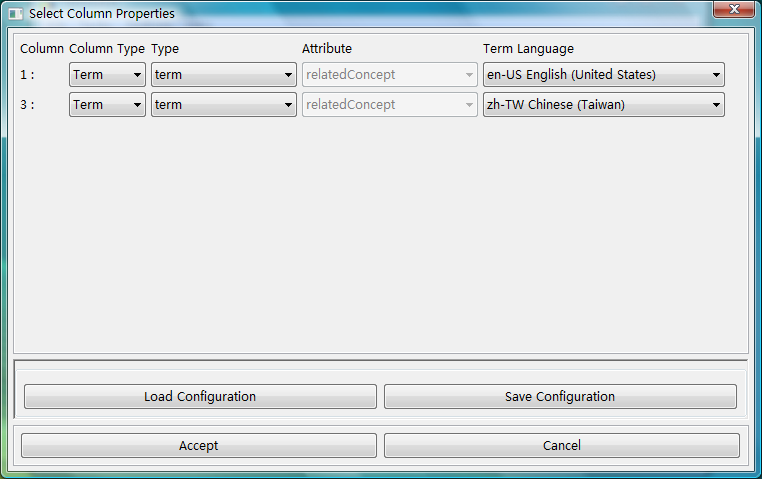 Select Column Properties
Column Column Type Type Attribute Term Language
1 : Term term relatedConcept en-US English (United States)
3 : Term term relatedConcept zh-TW Chinese (Taiwan)
Load Configuration Save Configuration
Accept Cancel